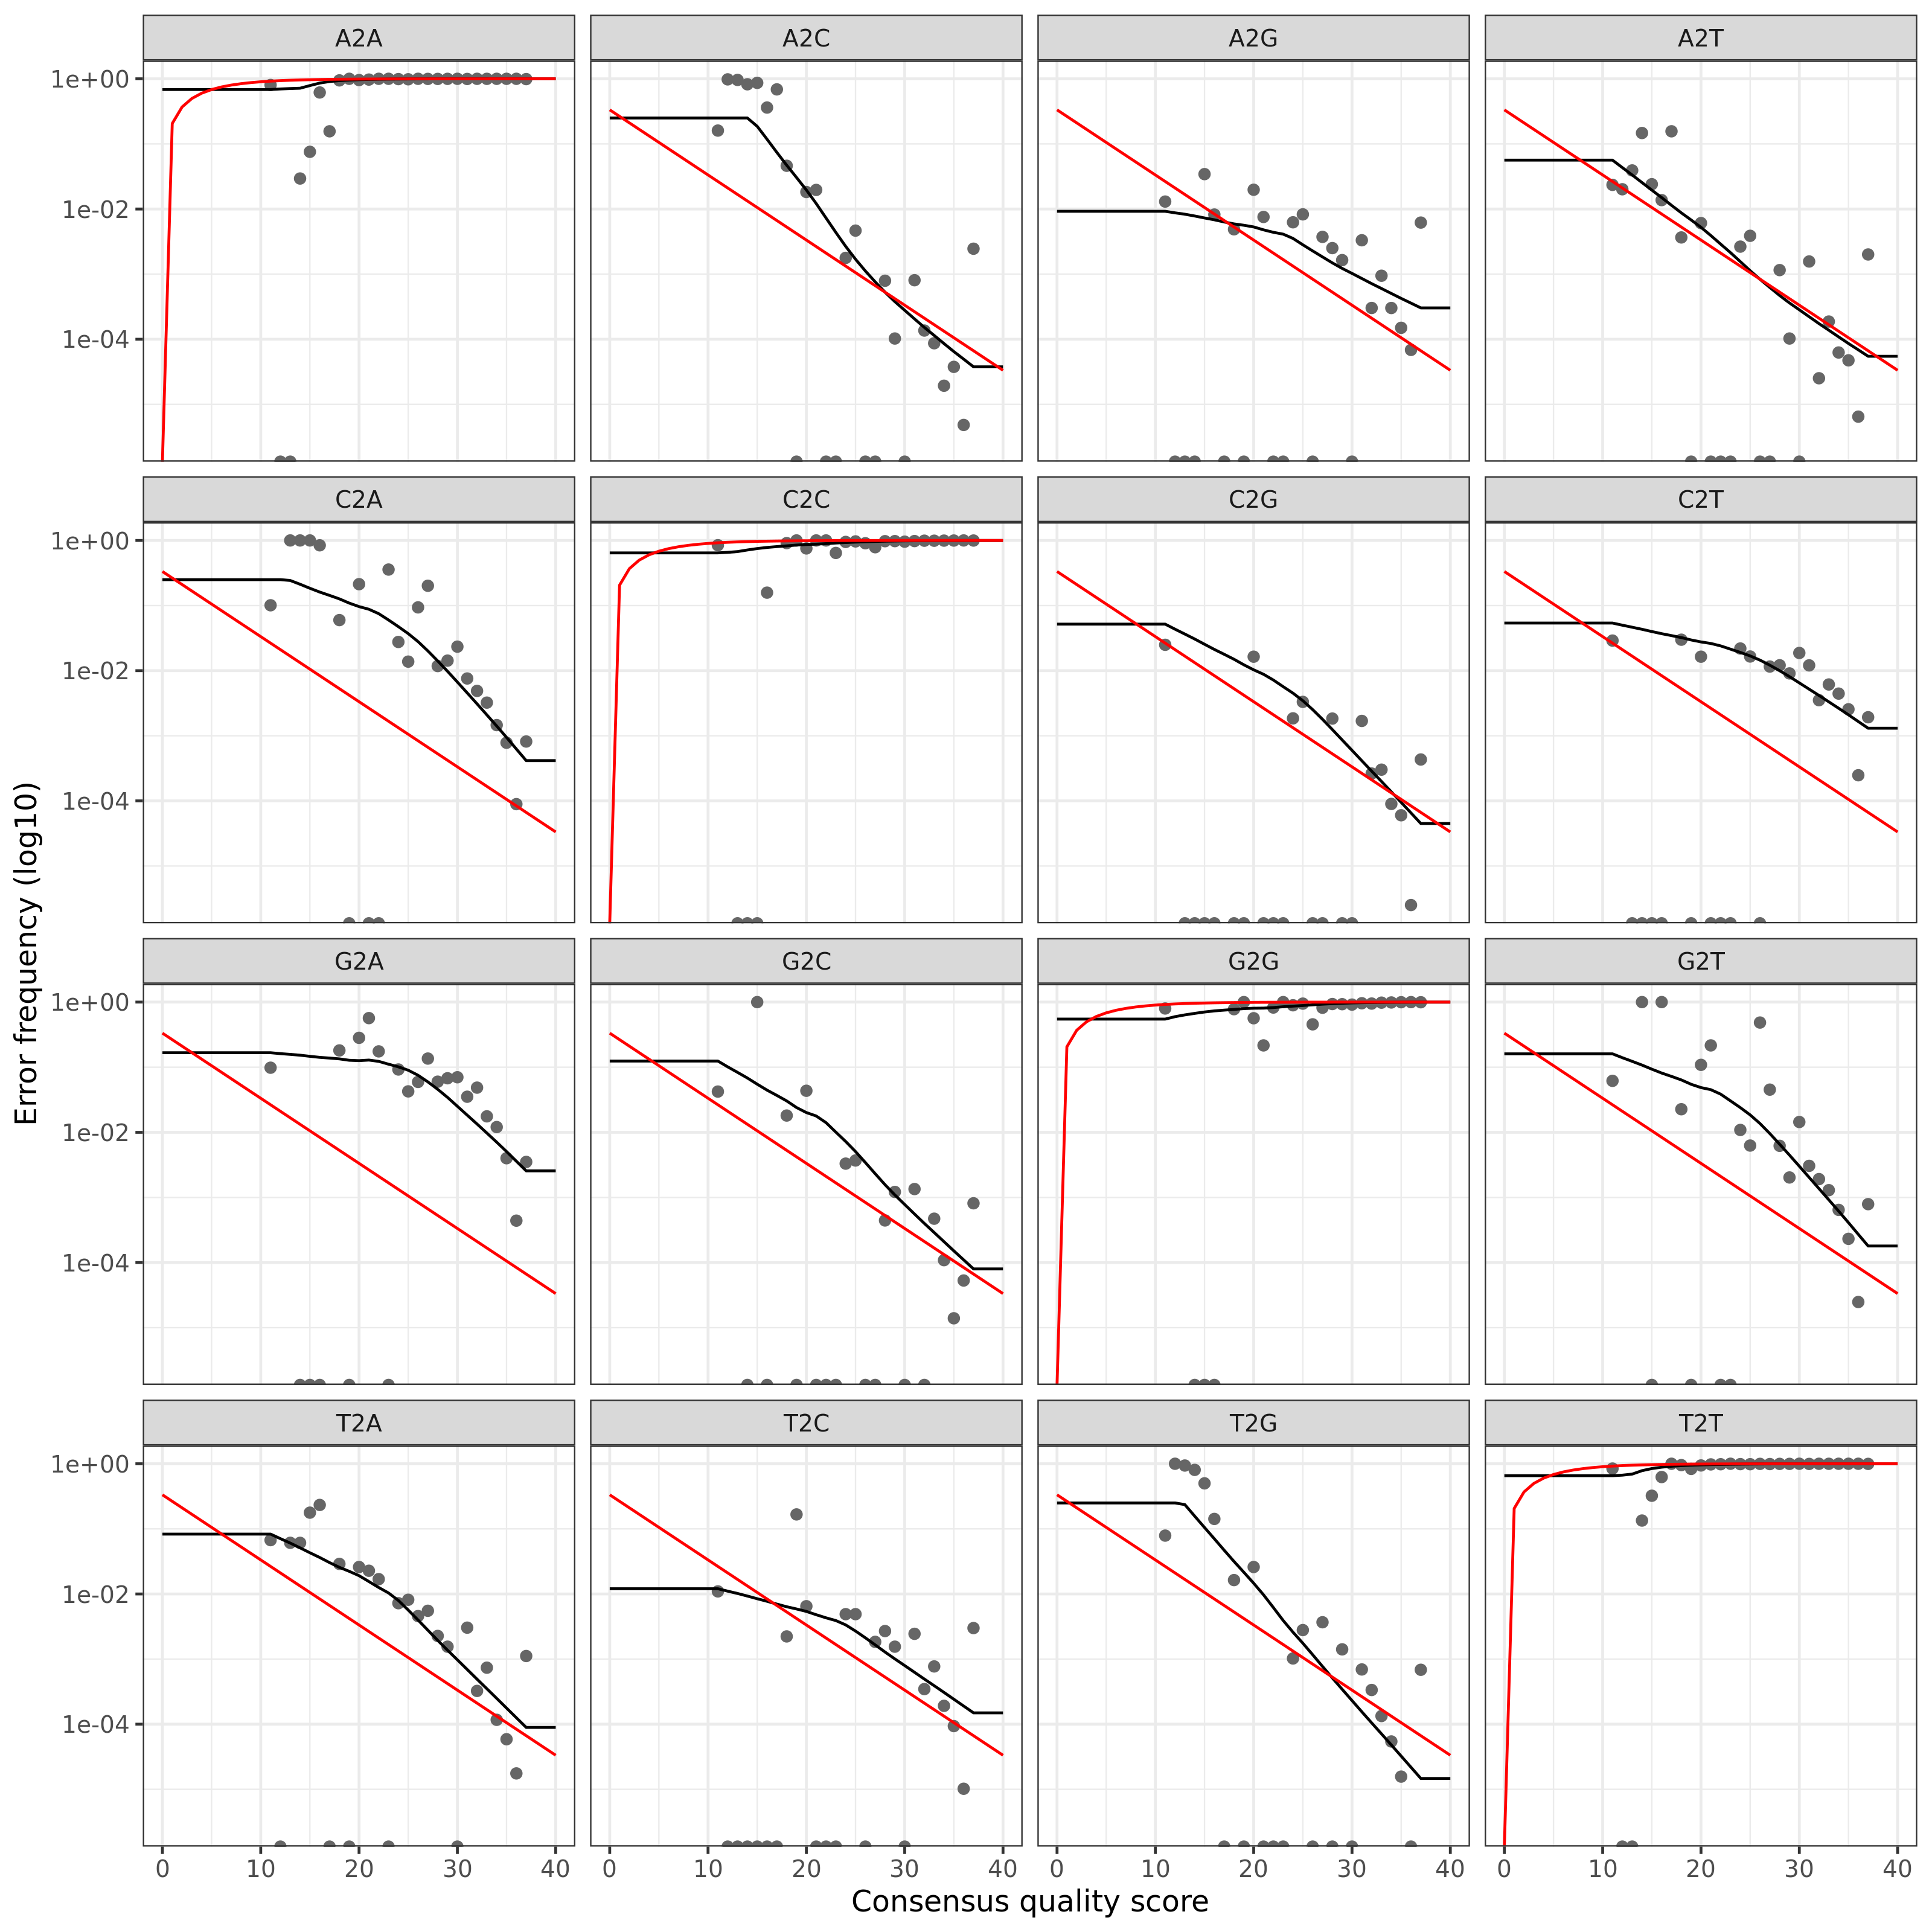 A2A A2C A2G A2T
1e+00
1e-02
1e-04
C2A C2C C2G C2T
1e+00
1e-02
1e-04
G2A G2C G2G G2T
1e+00
1e-02
1e-04
T2A T2C T2G T2T
1e+00
1e-02
1e-04
0 10 20 30 40 0 10 20 30 40 0 10 20 30 40 0 10 20 30 40
Consensus quality score
Error frequency (log10)